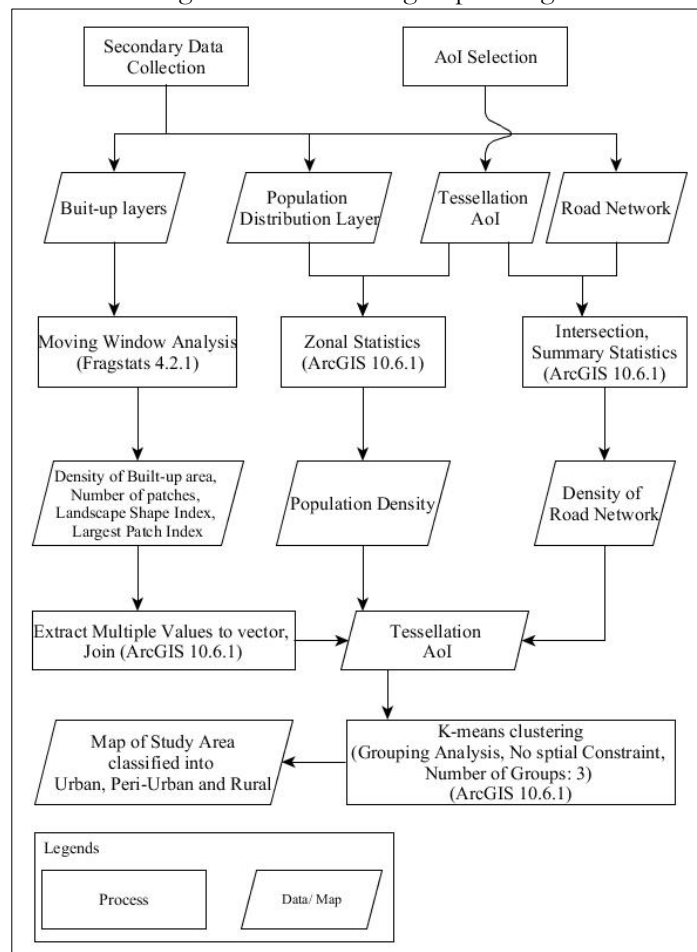 Secondary Data
Collection
AoI Selection
Buit-up layers
Population
Distribution Layer
Tessellation
AoI
Road Network
Moving Window Analysis
(Fragstats 4.2.1)
Zonal Statistics
(ArcGIS 10.6.1)
Intersection,
Summary Statistics
(ArcGIS 10.6.1)
Density of Built-up area,
Number of patches,
Landscape Shape Index,
Largest Patch Index
Population Density
Density of
Road Network
Extract Multiple Values to vector,
Join (ArcGIS 10.6.1)
Tessellation
AoI
Map of Study Area
classified into
Urban, Peri-Urban and Rural
K-means clustering
(Grouping Analysis, No sptial Constraint,
Number of Groups: 3)
(ArcGIS 10.6.1)
Legends
Process
Data/ Map